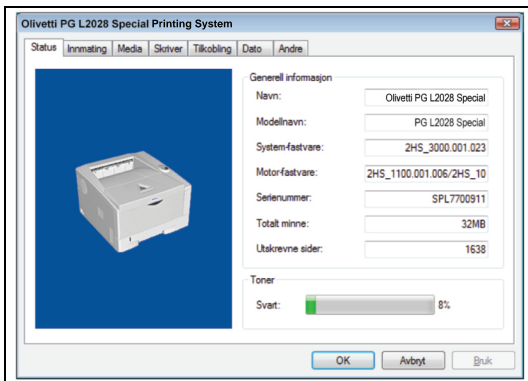 Olivetti PG L2028 Special Printing System
Status Innmating Media Skriver Tilkobling Dato Andre
Generell informasjon
Navn: Olivetti PG L2028 Special
Modellnavn: PG L2028 Special
System-fastvare: 2HS_3000.001.023
Motor-fastvare: 2HS_1100.001.006/2HS_10
Serienummer: SPL7700911
Totalt minne: 32MB
Utskrevne sider: 1638
Toner
Svart: 8%
OK Avbryt Bruk